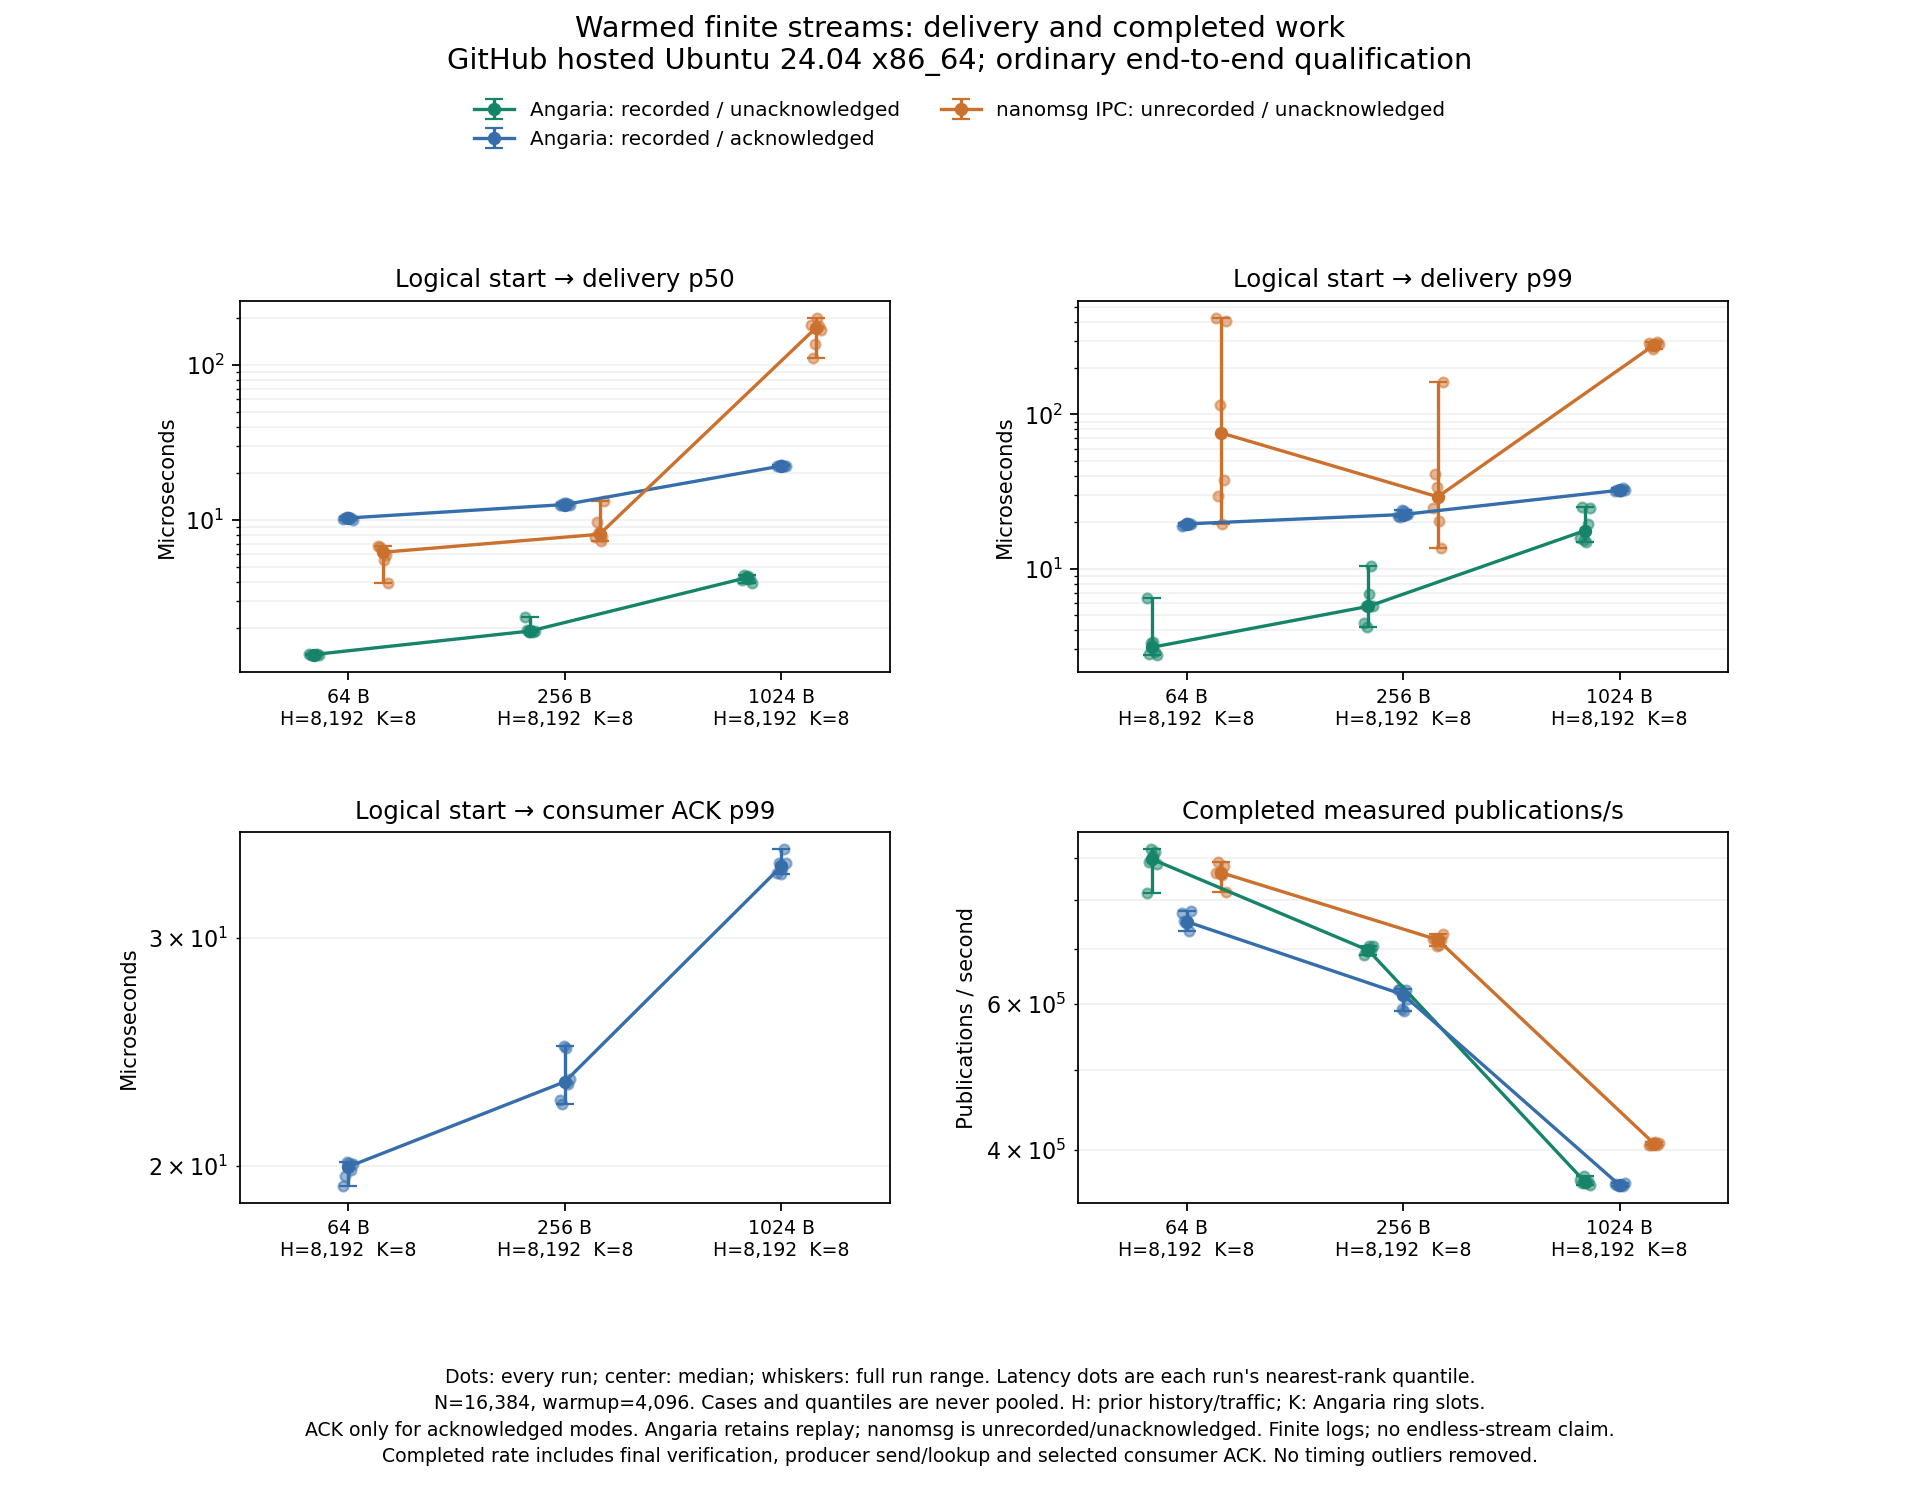 Warmed finite streams: delivery and completed work
GitHub hosted Ubuntu 24.04 x86_64; ordinary end-to-end qualification
Angaria: recorded / unacknowledged
Angaria: recorded / acknowledged
nanomsg IPC: unrecorded / unacknowledged
Logical start → delivery p50
Microseconds
10²
10¹
64 B
H=8,192 K=8
256 B
H=8,192 K=8
1024 B
H=8,192 K=8
Logical start → delivery p99
Microseconds
10²
10¹
64 B
H=8,192 K=8
256 B
H=8,192 K=8
1024 B
H=8,192 K=8
Logical start → consumer ACK p99
Microseconds
3 × 10¹
2 × 10¹
64 B
H=8,192 K=8
256 B
H=8,192 K=8
1024 B
H=8,192 K=8
Completed measured publications/s
Publications / second
6 × 10⁵
4 × 10⁵
64 B
H=8,192 K=8
256 B
H=8,192 K=8
1024 B
H=8,192 K=8
Dots: every run; center: median; whiskers: full run range. Latency dots are each run's nearest-rank quantile.
N=16,384, warmup=4,096. Cases and quantiles are never pooled. H: prior history/traffic; K: Angaria ring slots.
ACK only for acknowledged modes. Angaria retains replay; nanomsg is unrecorded/unacknowledged. Finite logs; no endless-stream claim.
Completed rate includes final verification, producer send/lookup and selected consumer ACK. No timing outliers removed.